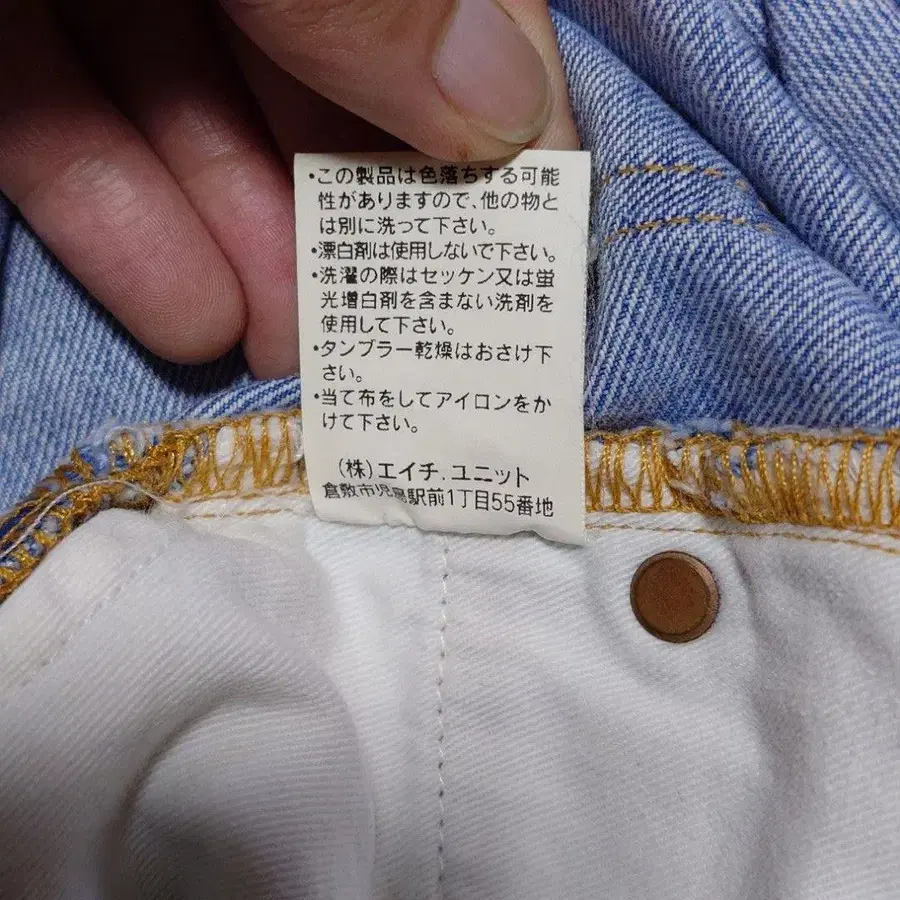 ・この製品は色落ちする可能
性がありますので、他の物と
は別に洗って下さい。
・漂白剤は使用しないで下さい。
・洗濯の際はセッケン又は蛍
光増白剤を含まない洗剤を
使用して下さい。
・タンブラー乾燥はおさけ下
さい。
・当て布をしてアイロンをか
けて下さい。
(株)エイチ.ユニット
倉敷市児島駅前1丁目55番地